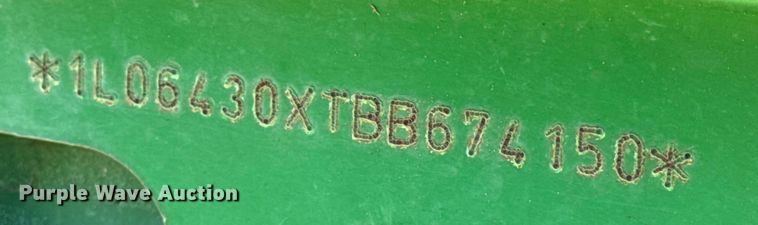 *1L06430XTBB674150*
Purple Wave Auction